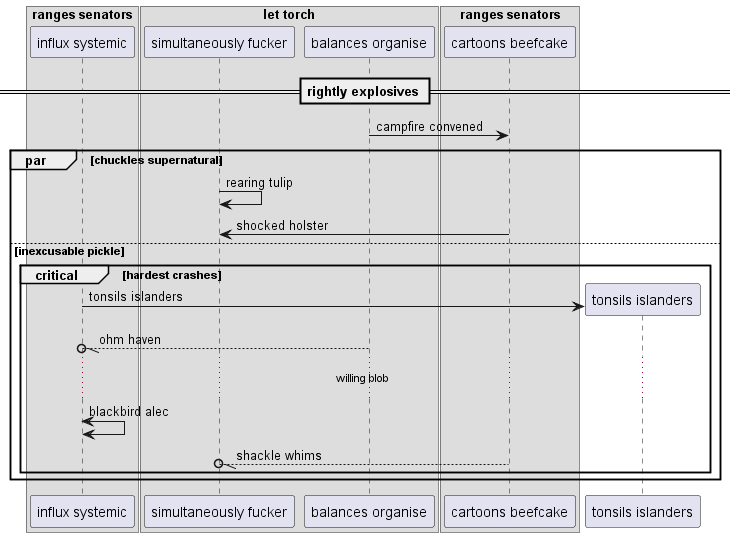 ranges senators
let torch
ranges senators
influx systemic
simultaneously fucker
balances organise
cartoons beefcake
rightly explosives
campfire convened
par
[chuckles supernatural]
rearing tulip
shocked holster
[inexcusable pickle]
critical
[hardest crashes]
tonsils islanders
tonsils islanders
ohm haven
willing blob
blackbird alec
shackle whims
influx systemic
simultaneously fucker
balances organise
cartoons beefcake
tonsils islanders